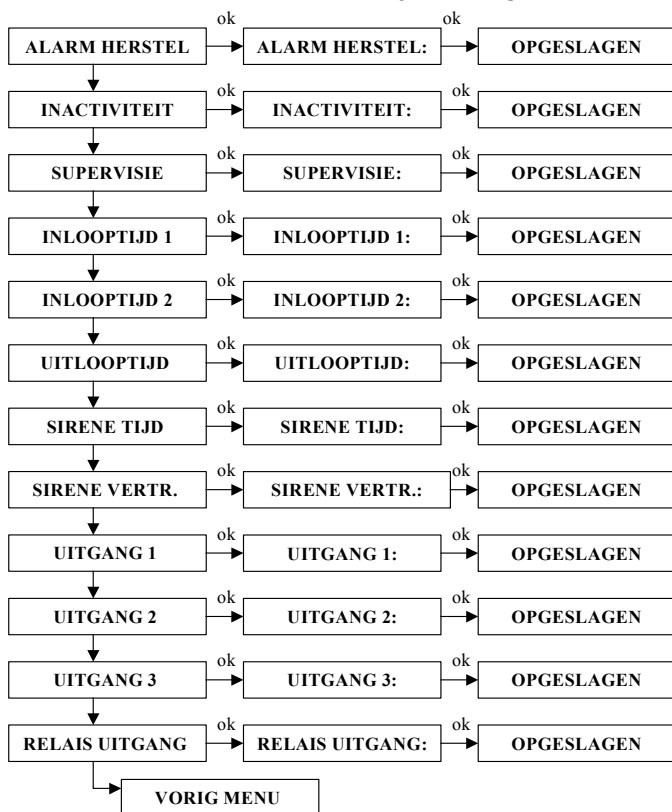 ok ok
ALARM HERSTEL ALARM HERSTEL: OPGESLAGEN
ok ok
INACTIVITEIT INACTIVITEIT: OPGESLAGEN
ok ok
SUPERVISIE SUPERVISIE: OPGESLAGEN
ok ok
INLOOPTIJD 1 INLOOPTIJD 1: OPGESLAGEN
ok ok
INLOOPTIJD 2 INLOOPTIJD 2: OPGESLAGEN
ok ok
UITLOOPTIJD UITLOOPTIJD: OPGESLAGEN
ok ok
SIRENE TIJD SIRENE TIJD: OPGESLAGEN
ok ok
SIRENE VERTR. SIRENE VERTR.: OPGESLAGEN
ok ok
UITGANG 1 UITGANG 1: OPGESLAGEN
ok ok
UITGANG 2 UITGANG 2: OPGESLAGEN
ok ok
UITGANG 3 UITGANG 3: OPGESLAGEN
ok ok
RELAIS UITGANG RELAIS UITGANG: OPGESLAGEN
VORIG MENU